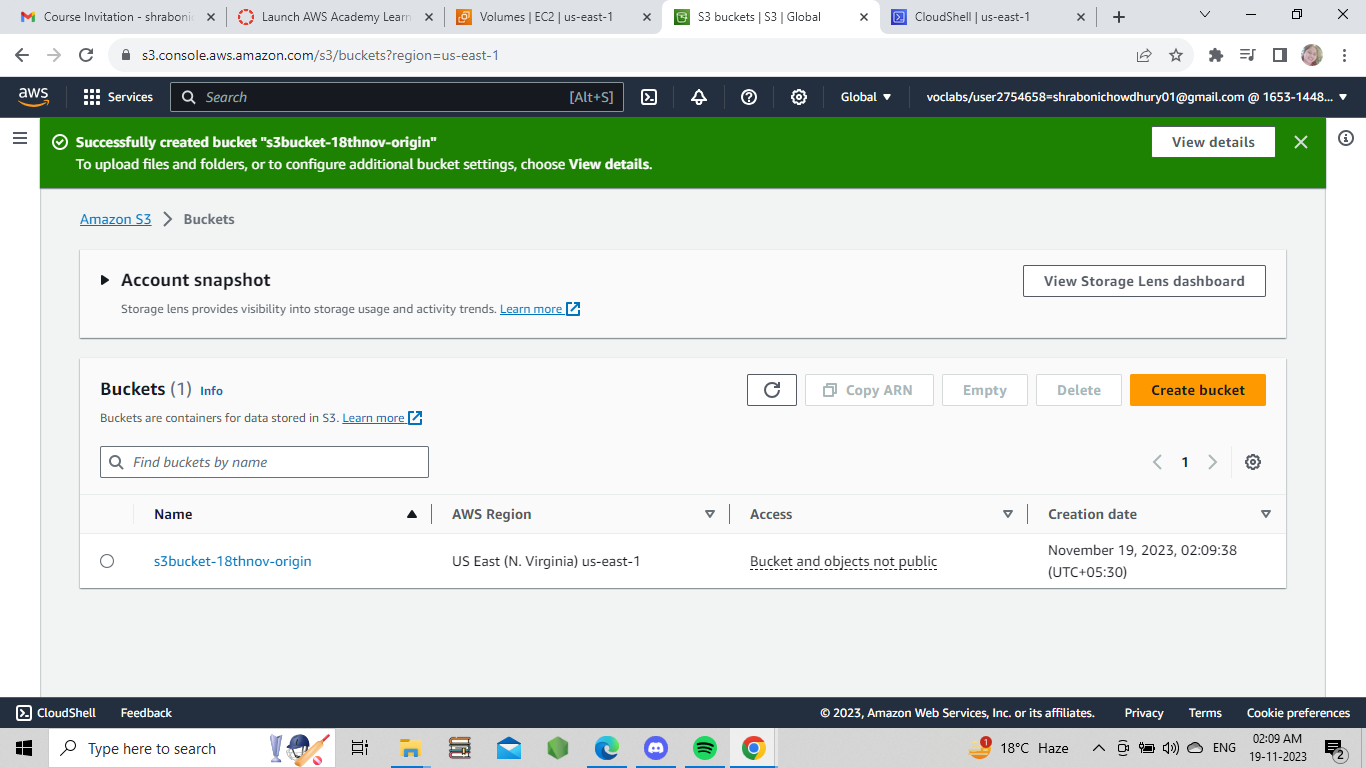 Course Invitation - shraboni
Launch AWS Academy Learn
Volumes | EC2 | us-east-1
S3 buckets | S3 | Global
CloudShell | us-east-1
s3.console.aws.amazon.com/s3/buckets?region=us-east-1
aws
Services
Search
[Alt+S]
Global
voclabs/user2754658=shrabonichowdhury01@gmail.com @ 1653-1448...
Successfully created bucket "s3bucket-18thnov-origin"
To upload files and folders, or to configure additional bucket settings, choose View details.
View details
Amazon S3
Buckets
Account snapshot
Storage lens provides visibility into storage usage and activity trends. Learn more
View Storage Lens dashboard
Buckets (1) Info
Buckets are containers for data stored in S3. Learn more
Copy ARN
Empty
Delete
Create bucket
Find buckets by name
1
Name
AWS Region
Access
Creation date
s3bucket-18thnov-origin
US East (N. Virginia) us-east-1
Bucket and objects not public
November 19, 2023, 02:09:38
(UTC+05:30)
CloudShell
Feedback
© 2023, Amazon Web Services, Inc. or its affiliates.
Privacy
Terms
Cookie preferences
Type here to search
1
18°C Haze
ENG
02:09 AM
19-11-2023
2